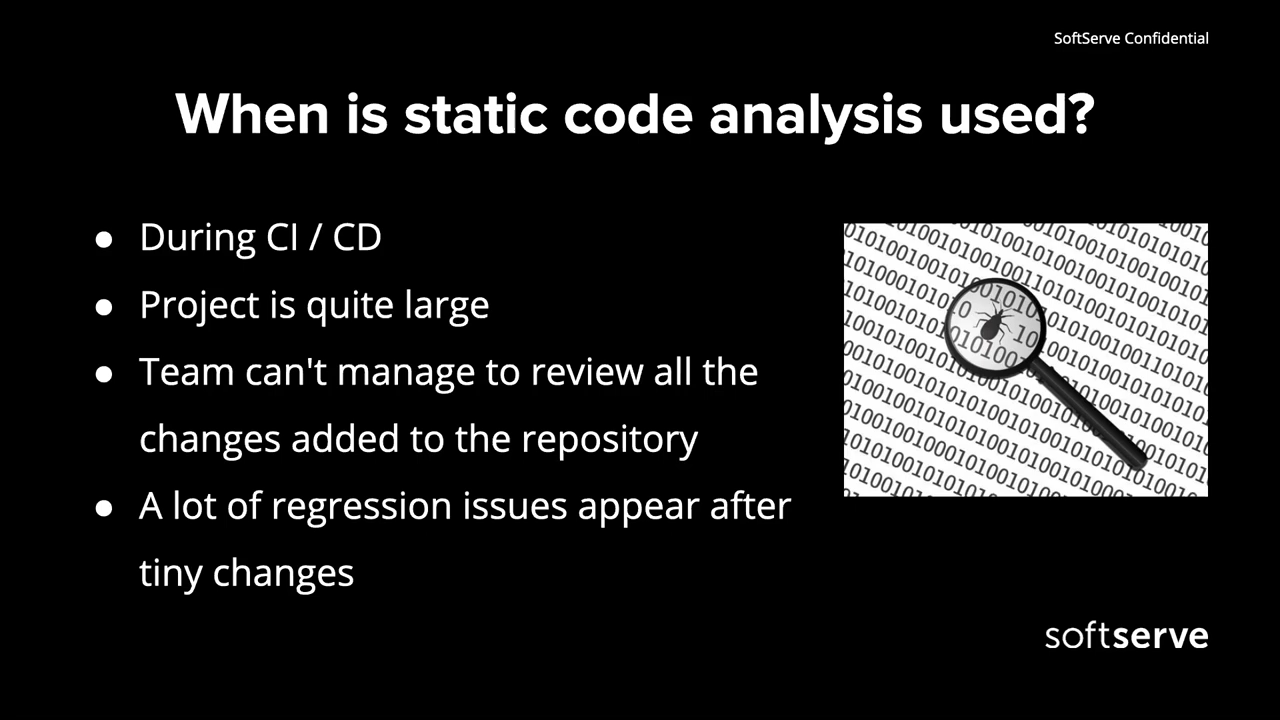 SoftServe Confidential
When is static code analysis used?
● During CI / CD
● Project is quite large
● Team can't manage to review all the
changes added to the repository
● A lot of regression issues appear after
tiny changes
softserve